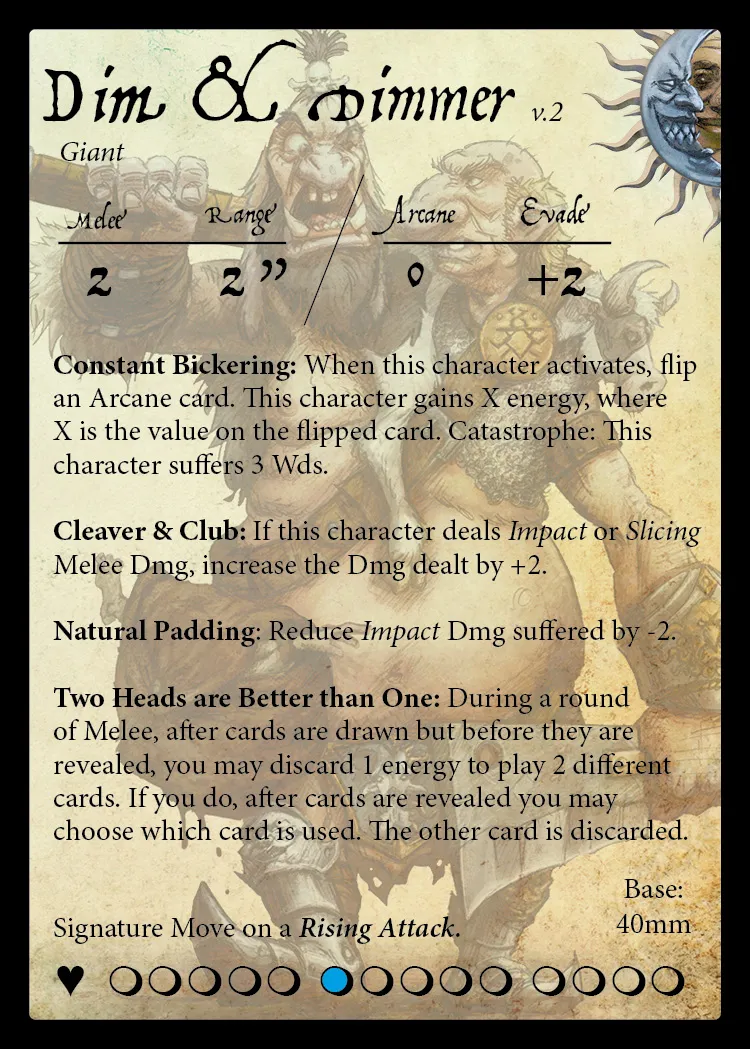 Dim & Dimmer v.2
Giant
Melee Range Arcane Evade
2 2” 0 +2
Constant Bickering: When this character activates, flip
an Arcane card. This character gains X energy, where
X is the value on the flipped card. Catastrophe: This
character suffers 3 Wds.
Cleaver & Club: If this character deals Impact or Slicing
Melee Dmg, increase the Dmg dealt by +2.
Natural Padding: Reduce Impact Dmg suffered by -2.
Two Heads are Better than One: During a round
of Melee, after cards are drawn but before they are
revealed, you may discard 1 energy to play 2 different
cards. If you do, after cards are revealed you may
choose which card is used. The other card is discarded.
Base:
40mm
Signature Move on a Rising Attack.